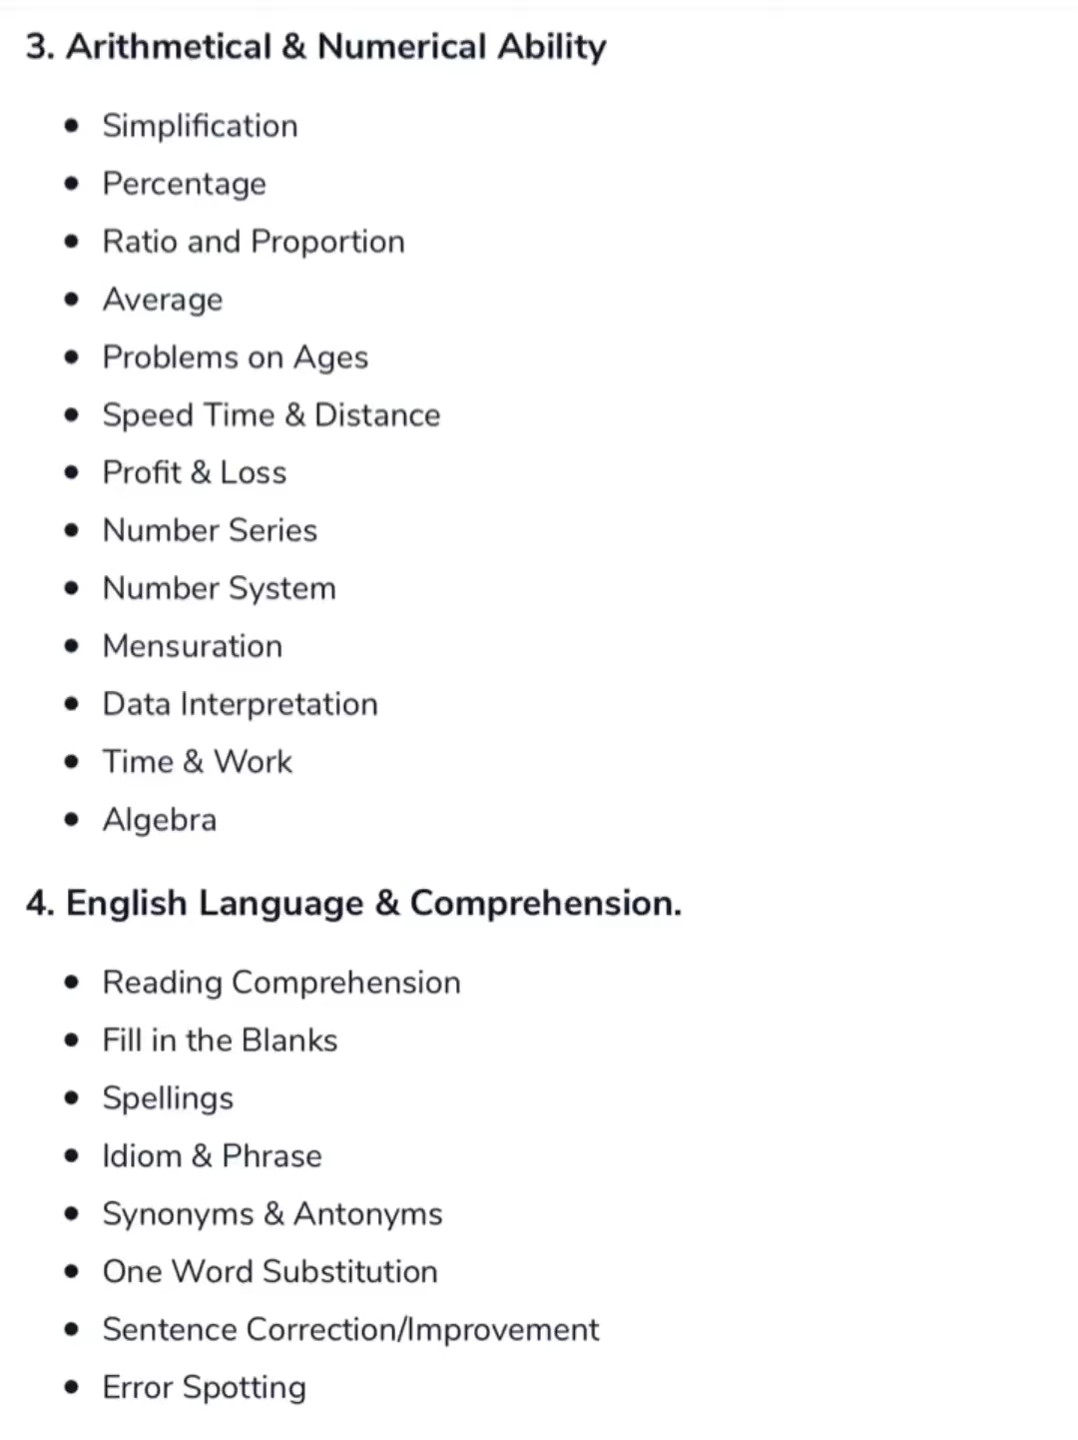 3. Arithmetical & Numerical Ability
• Simplification
• Percentage
• Ratio and Proportion
• Average
• Problems on Ages
• Speed Time & Distance
• Profit & Loss
• Number Series
• Number System
• Mensuration
• Data Interpretation
• Time & Work
• Algebra
4. English Language & Comprehension.
• Reading Comprehension
• Fill in the Blanks
• Spellings
• Idiom & Phrase
• Synonyms & Antonyms
• One Word Substitution
• Sentence Correction/Improvement
• Error Spotting